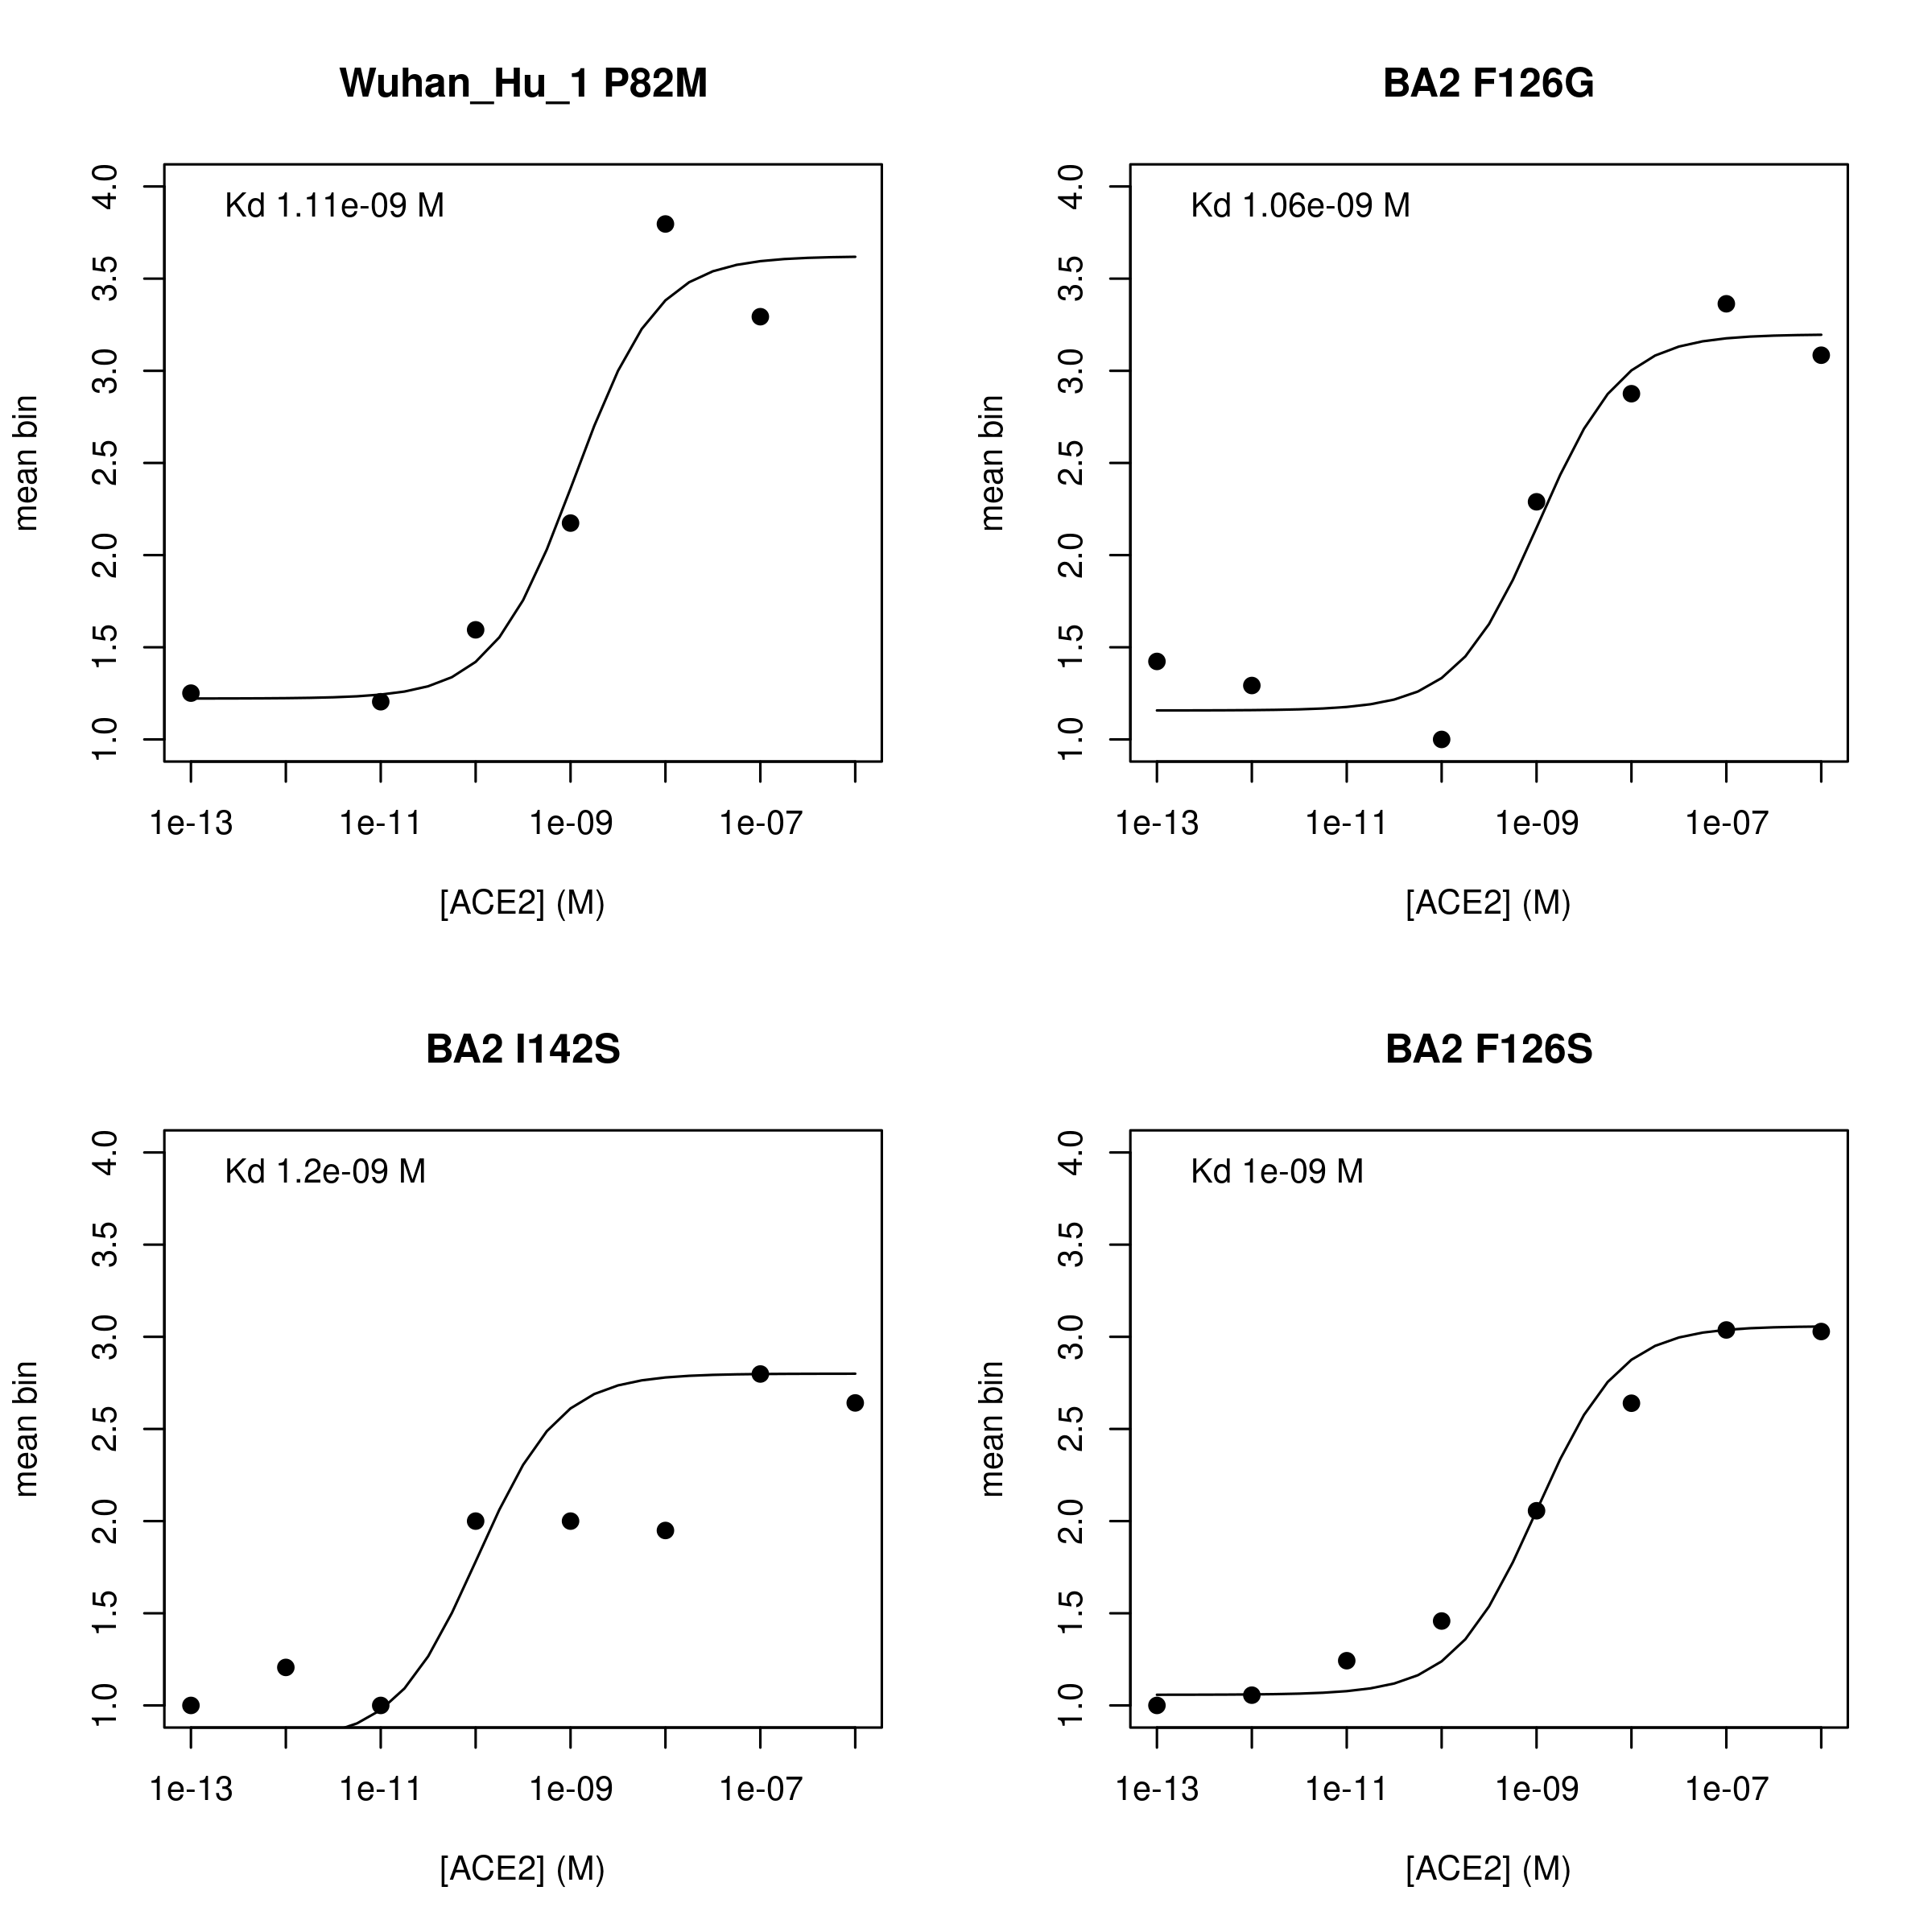 Wuhan_Hu_1 P82M
Kd 1.11e-09 M
mean bin
4.0
3.5
3.0
2.5
2.0
1.5
1.0
1e-13 1e-11 1e-09 1e-07
[ACE2] (M)
BA2 F126G
Kd 1.06e-09 M
mean bin
4.0
3.5
3.0
2.5
2.0
1.5
1.0
1e-13 1e-11 1e-09 1e-07
[ACE2] (M)
BA2 I142S
Kd 1.2e-09 M
mean bin
4.0
3.5
3.0
2.5
2.0
1.5
1.0
1e-13 1e-11 1e-09 1e-07
[ACE2] (M)
BA2 F126S
Kd 1e-09 M
mean bin
4.0
3.5
3.0
2.5
2.0
1.5
1.0
1e-13 1e-11 1e-09 1e-07
[ACE2] (M)